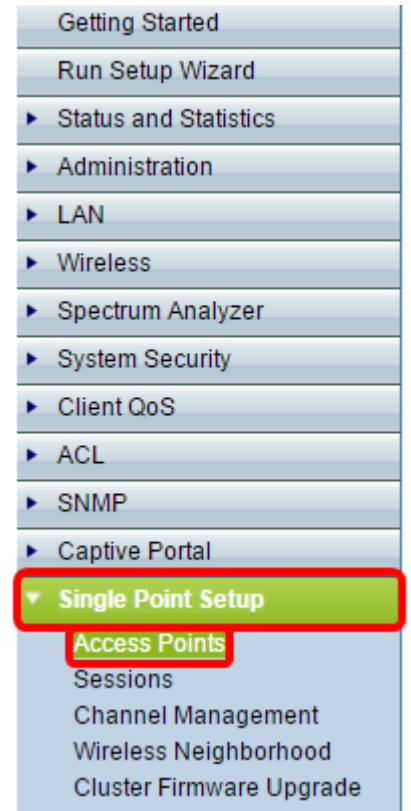 Getting Started
Run Setup Wizard
Status and Statistics
Administration
LAN
Wireless
Spectrum Analyzer
System Security
Client QoS
ACL
SNMP
Captive Portal
Single Point Setup
Access Points
Sessions
Channel Management
Wireless Neighborhood
Cluster Firmware Upgrade